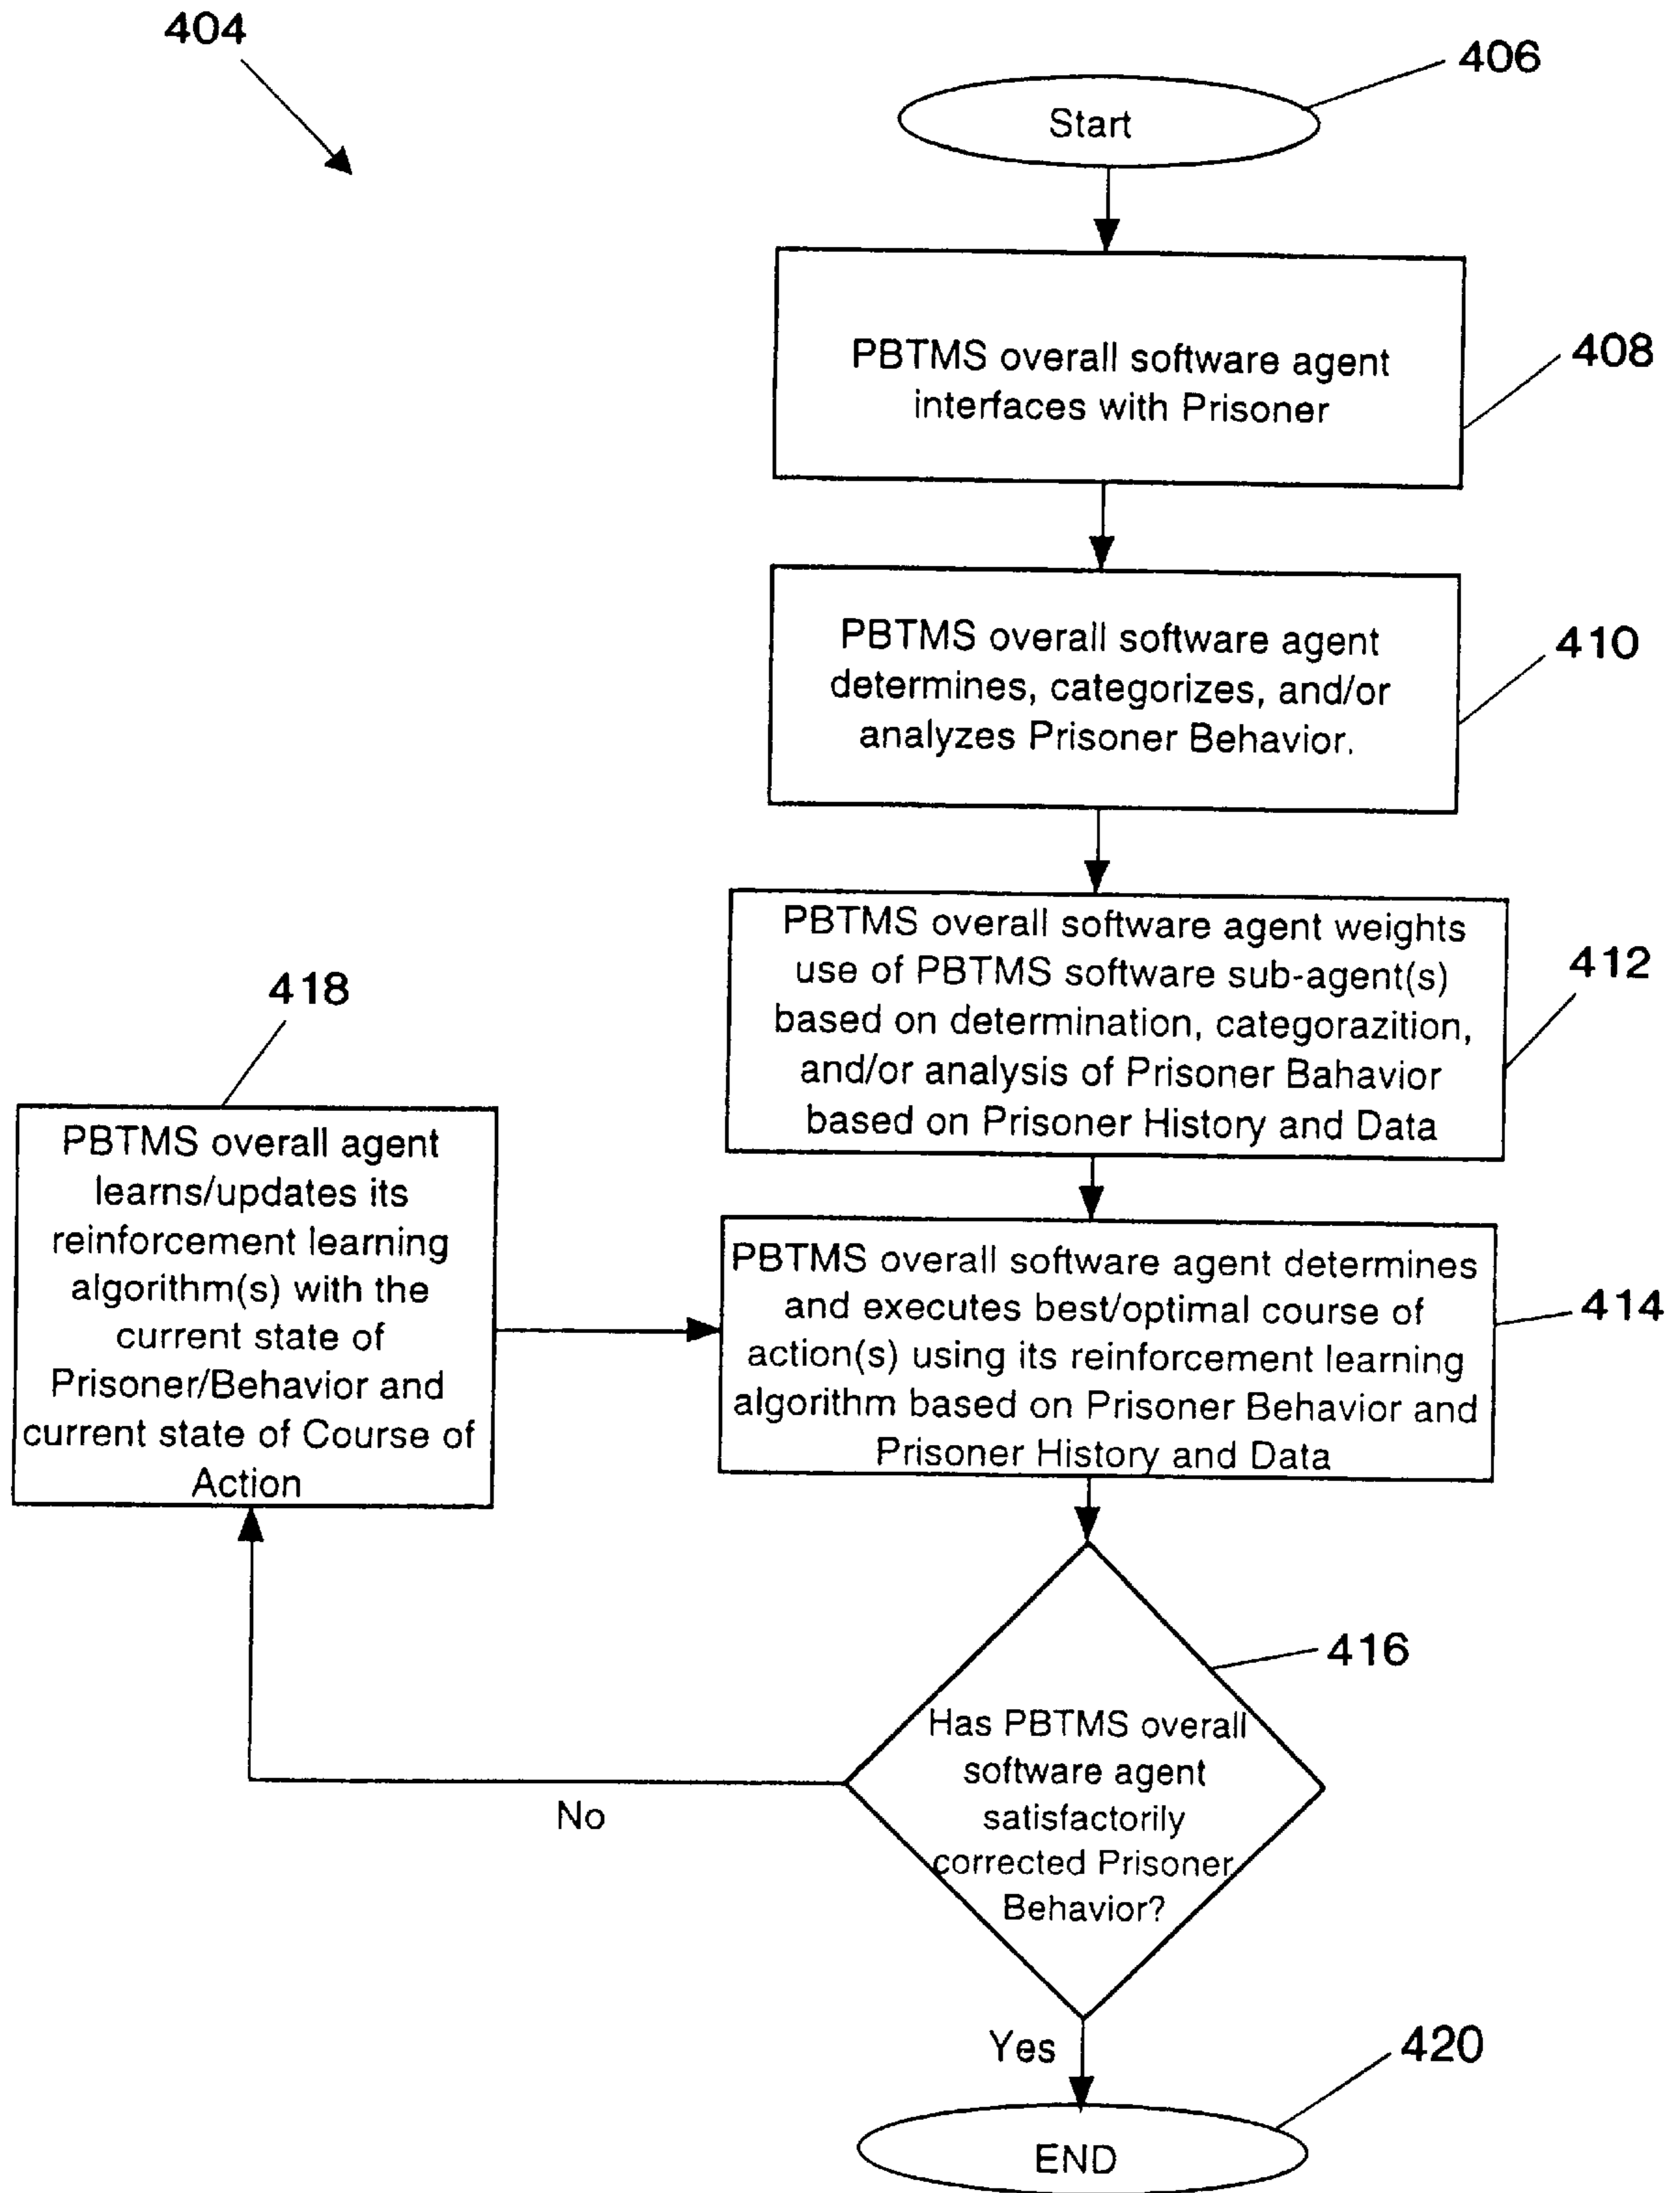 404
406
Start
PBTMS overall software agent
interfaces with Prisoner
408
PBTMS overall software agent
determines, categorizes, and/or
analyzes Prisoner Behavior.
410
PBTMS overall software agent weights
use of PBTMS software sub-agent(s)
based on determination, categorazition,
and/or analysis of Prisoner Bahavior
based on Prisoner History and Data
412
418
PBTMS overall agent
learns/updates its
reinforcement learning
algorithm(s) with the
current state of
Prisoner/Behavior and
current state of Course of
Action
PBTMS overall software agent determines
and executes best/optimal course of
action(s) using its reinforcement learning
algorithm based on Prisoner Behavior and
Prisoner History and Data
414
416
Has PBTMS overall
software agent
satisfactorily
corrected Prisoner
Behavior?
No
Yes
420
END